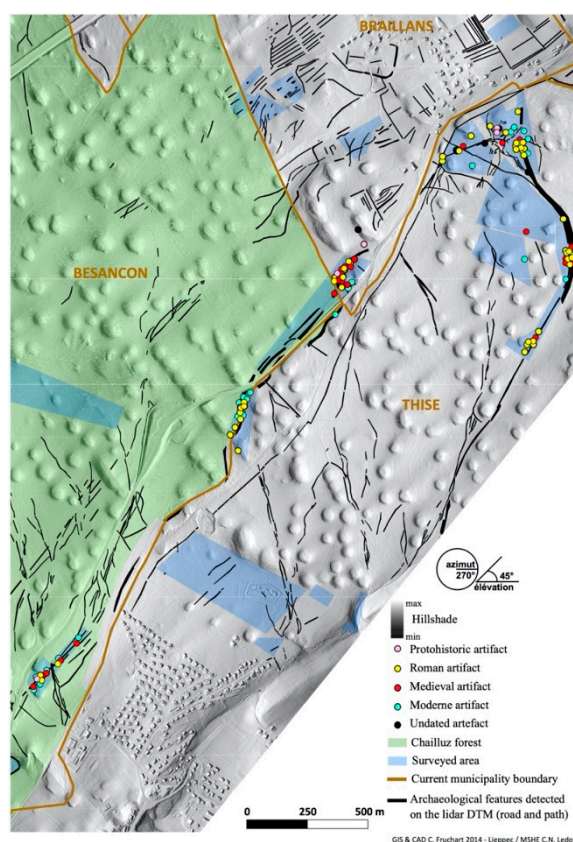 BRAILLANS
BESANCON
THISE
azimut
270°
45°
élévation
max
Hillshade
min
Protohistoric artifact
Roman artifact
Medieval artifact
Moderne artifact
Undated artefact
Chailluz forest
Surveyed area
Current municipality boundary
Archaeological features detected
on the lidar DTM (road and path)
0 250 500 m
GIS & CAD C. Fruchart 2014 - Lieppec / MSHE C.N. Ledo